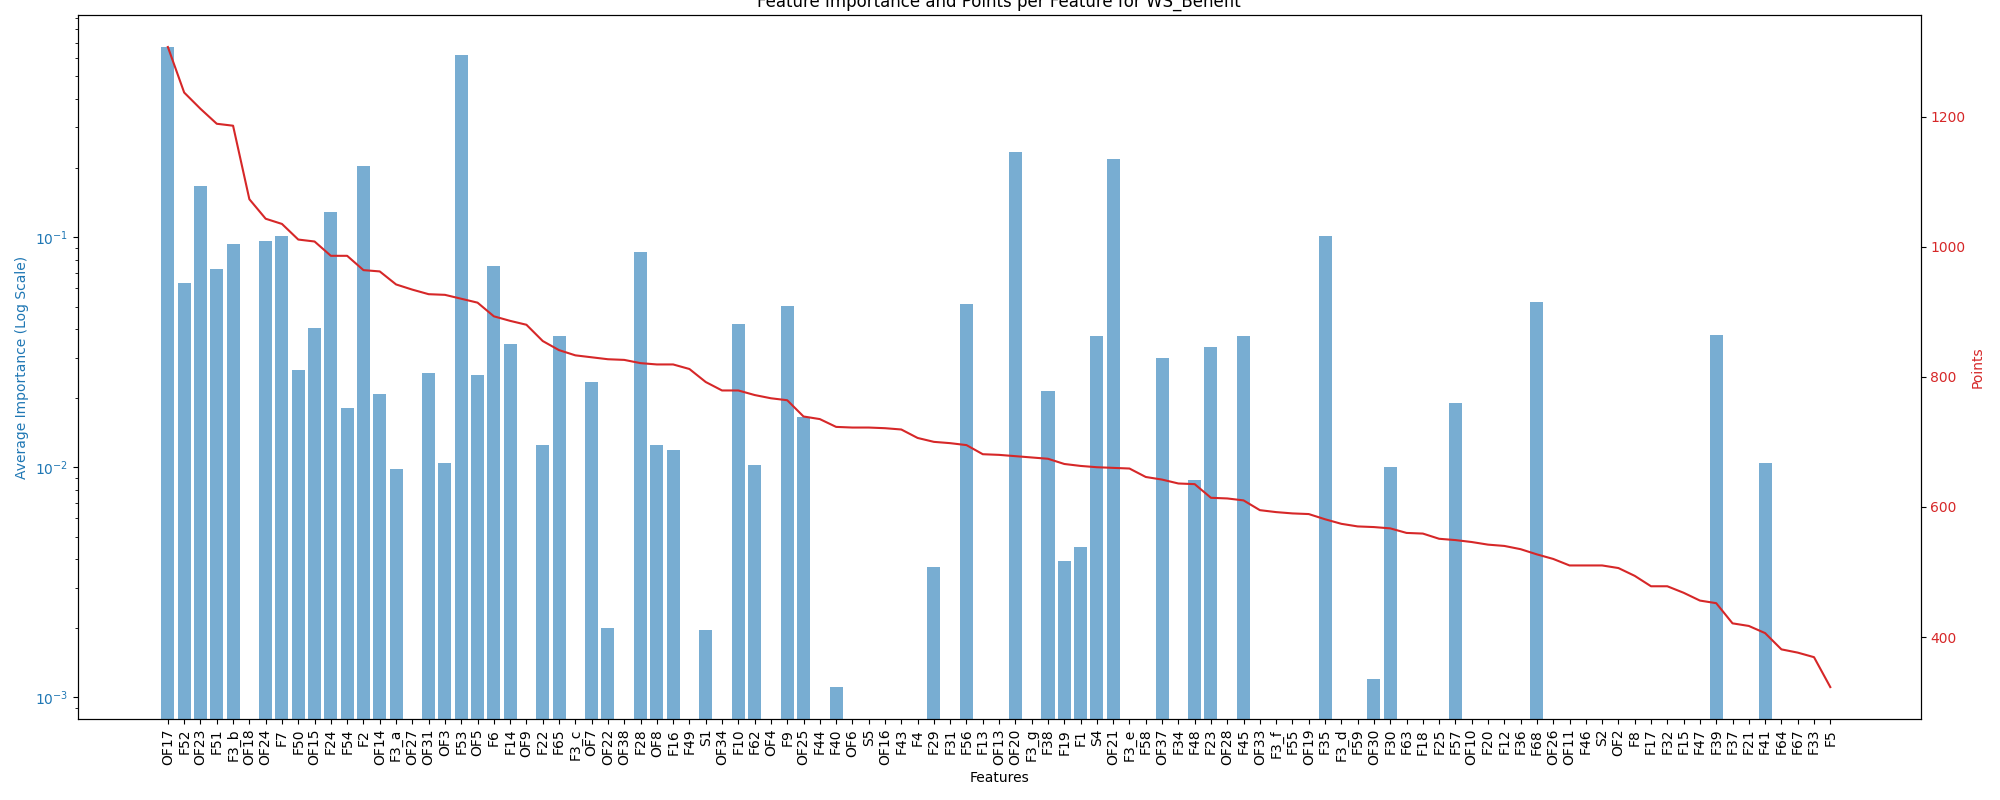 Feature Importance and Points per Feature for WS_Benefit
Average Importance (Log Scale)
10⁻¹
10⁻²
10⁻³
1200
1000
800
600
400
Points
OF17 F52 OF23 F51 F3_b OF18 OF24 F7 F50 OF15 F24 F54 F2 OF14 F3_a OF27 OF31 OF3 F53 OF5 F6 F14 OF9 F22 F65 F3_c OF7 OF22 OF38 F28 OF8 F16 F49 S1 OF34 F10 F62 OF4 F9 OF25 F44 F40 OF6 S5 OF16 F43 F4 F29 F31 F56 F13 OF13 OF20 F3_g F38 F19 F1 S4 OF21 F3_e F58 OF37 F34 F48 F23 OF28 F45 OF33 F3_f F55 OF19 F35 F3_d F59 OF30 F30 F63 F18 F25 F57 OF10 F20 F12 F36 F68 OF26 OF11 F46 S2 OF2 F8 F17 F32 F15 F47 F39 F37 F21 F41 F64 F67 F33 F5
Features